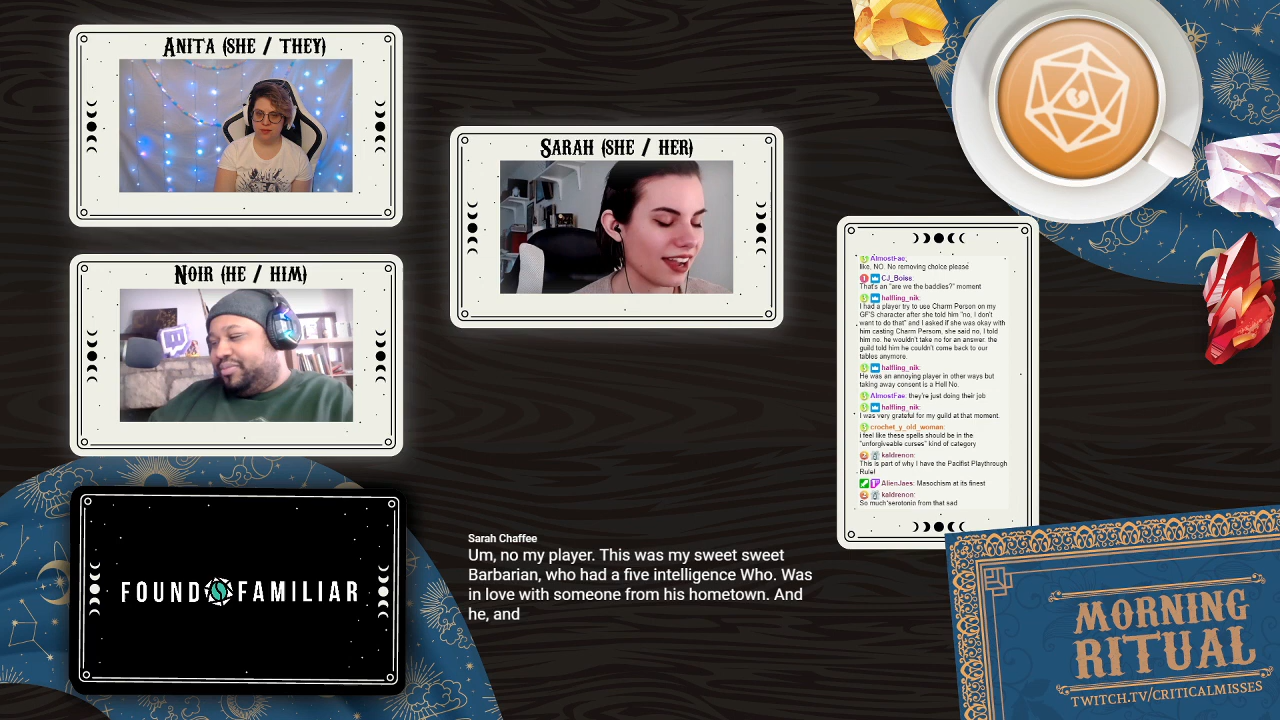 Anita (she / they)
Sarah (she / her)
Noir (he / him)
FOUND FAMILIAR
Sarah Chaffee
Um, no my player. This was my sweet sweet
Barbarian, who had a five intelligence Who. Was
in love with someone from his hometown. And
he, and
AlmostFae:
like, NO. No removing choice please
CJ_Boiss:
That's an "are we the baddies?" moment
halfling_nik:
I had a player try to use Charm Person on my
GF'S character after she told him "no, I don't
want to do that" and I asked if she was okay with
him casting Charm Persom, she said no, I told
him no. he wouldn't take no for an answer. the
guild told him he couldn't come back to our
tables anymore.
halfling_nik:
He was an annoying player in other ways but
taking away consent is a Hell No.
AlmostFae: they're just doing their job
halfling_nik:
I was very grateful for my guild at that moment.
crochet_y_old_woman:
i feel like these spells should be in the
"unforgiveable curses" kind of category
kaldrenon:
This is part of why I have the Pacifist Playthrough
Rule!
AlienJaes: Masochism at its finest
kaldrenon:
So much serotonin from that sad
MORNING
RITUAL
TWITCH.TV/CRITICALMISSES